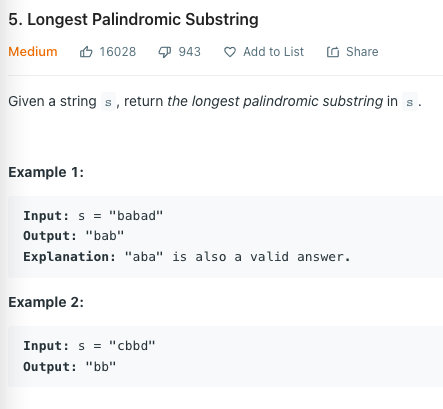 5. Longest Palindromic Substring
Medium 16028 943 Add to List Share
Given a string s, return the longest palindromic substring in s.
Example 1:
Input: s = "babad"
Output: "bab"
Explanation: "aba" is also a valid answer.
Example 2:
Input: s = "cbbd"
Output: "bb"